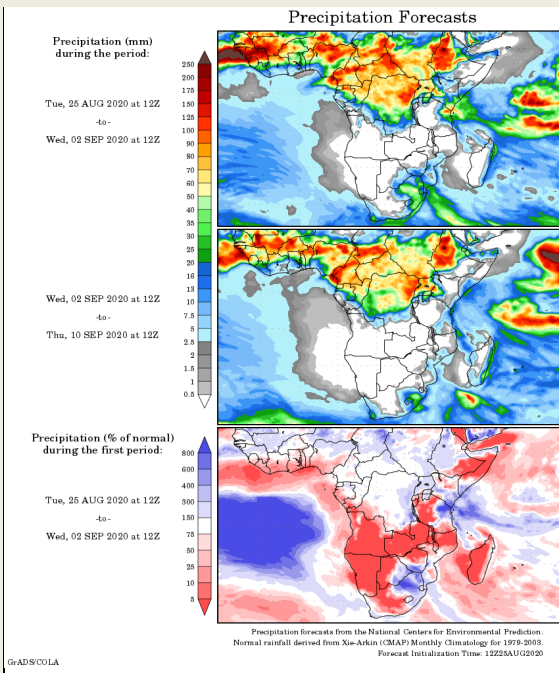 Precipitation Forecasts
Precipitation (mm)
during the period:
Tue, 25 AUG 2020 at 12Z
-to-
Wed, 02 SEP 2020 at 12Z
250
200
175
150
125
100
90
80
70
60
50
40
35
30
25
20
16
13
10
7.5
5
2.5
2
1.5
1
0.5
Wed, 02 SEP 2020 at 12Z
-to-
Thu, 10 SEP 2020 at 12Z
Precipitation (% of normal)
during the first period:
Tue, 25 AUG 2020 at 12Z
-to-
Wed, 02 SEP 2020 at 12Z
800
600
400
300
150
75
50
25
10
5
Precipitation forecasts from the National Centers for Environmental Prediction.
Normal rainfall derived from Xie-Arkin (CMAP) Monthly Climatology for 1979-2003.
Forecast Initialization Time: 12Z25AUG2020
GrADS/COLA